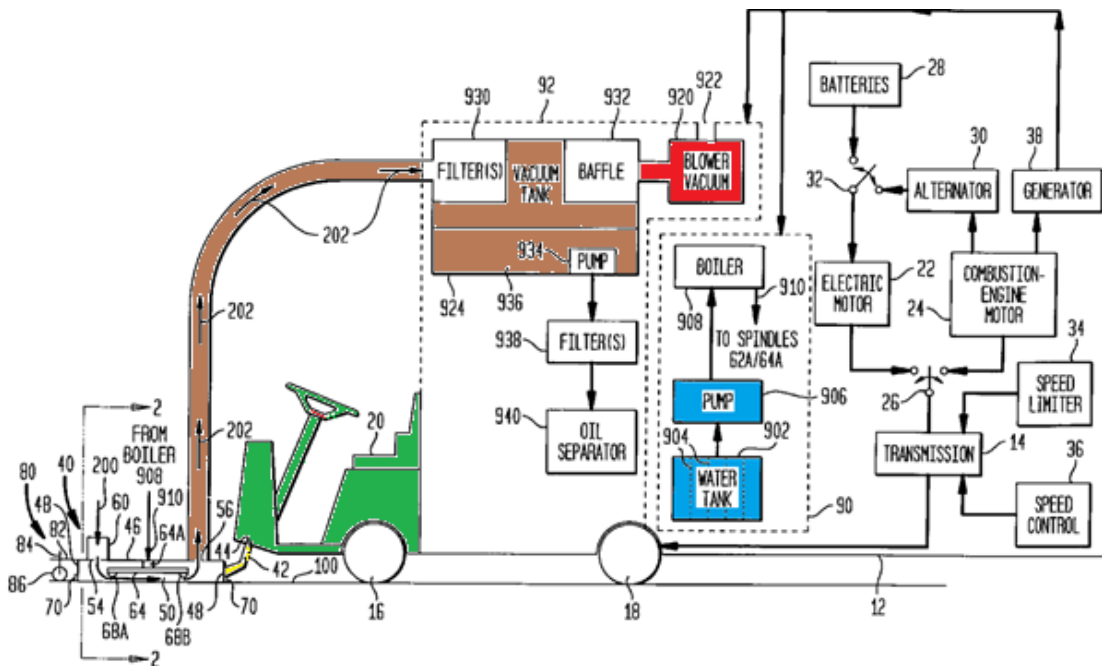 28
BATTERIES
930
92
932
920
922
30
38
FILTER(S)
VACUUM
TANK
BAFFLE
BLOWER
VACUUM
32
ALTERNATOR
GENERATOR
202
934
PUMP
BOILER
910
22
ELECTRIC
MOTOR
COMBUSTION-
ENGINE
MOTOR
924
936
908
24
202
TO SPINDLES
62A/64A
938
FILTER(S)
34
SPEED
LIMITER
PUMP
906
26
2
20
940
OIL
SEPARATOR
904
902
FROM
BOILER
908
202
WATER
TANK
TRANSMISSION
14
36
80
40
200
SPEED
CONTROL
48
60
910
56
90
82
46
64A
84
44
42
100
86
70
54
64
50
48
70
16
18
12
68A
68B
2